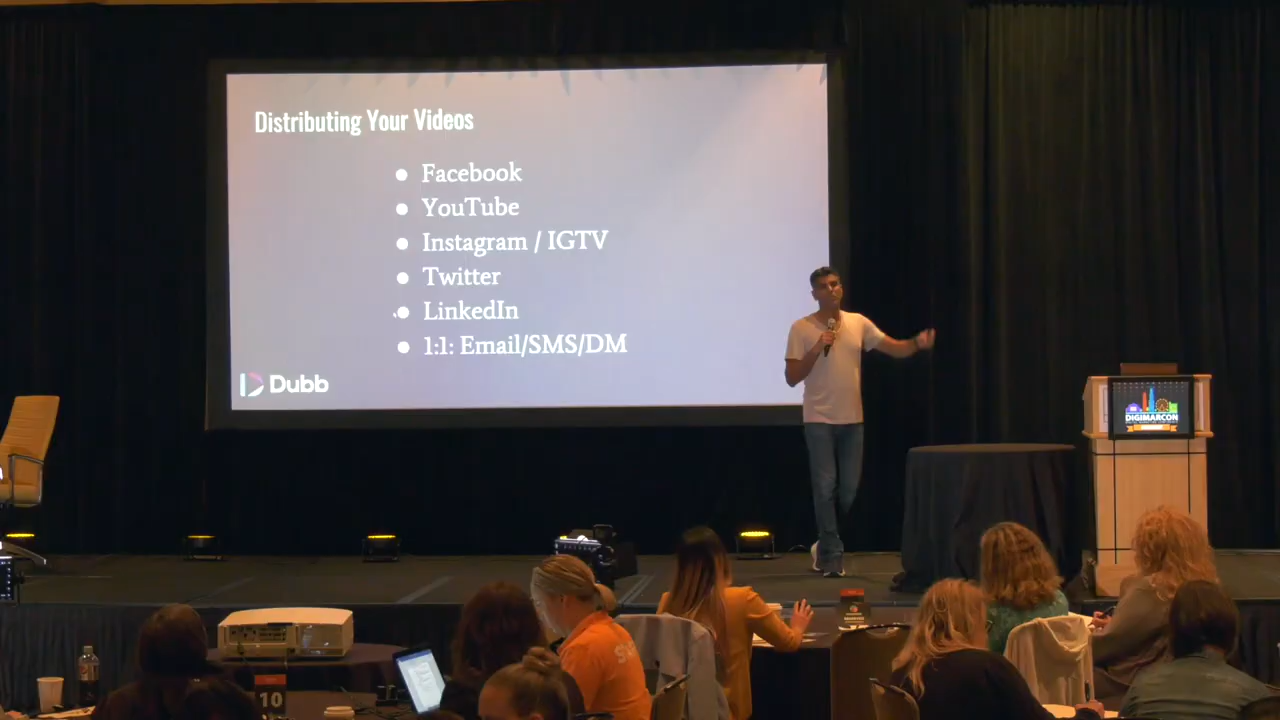 Distributing Your Videos
● Facebook
● YouTube
● Instagram / IGTV
● Twitter
● LinkedIn
● 1:1: Email/SMS/DM
Dubb
DIGIMARCON
10